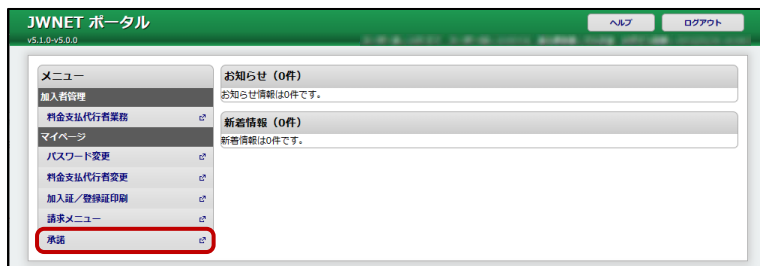 JWNET ポータル
ヘルプ
ログアウト
v5.1.0-v5.0.0
メニュー
加入者管理
料金支払代行者業務
マイページ
パスワード変更
料金支払代行者変更
加入証／登録証印刷
請求メニュー
承諾
お知らせ（0件）
お知らせ情報は0件です。
新着情報（0件）
新着情報は0件です。